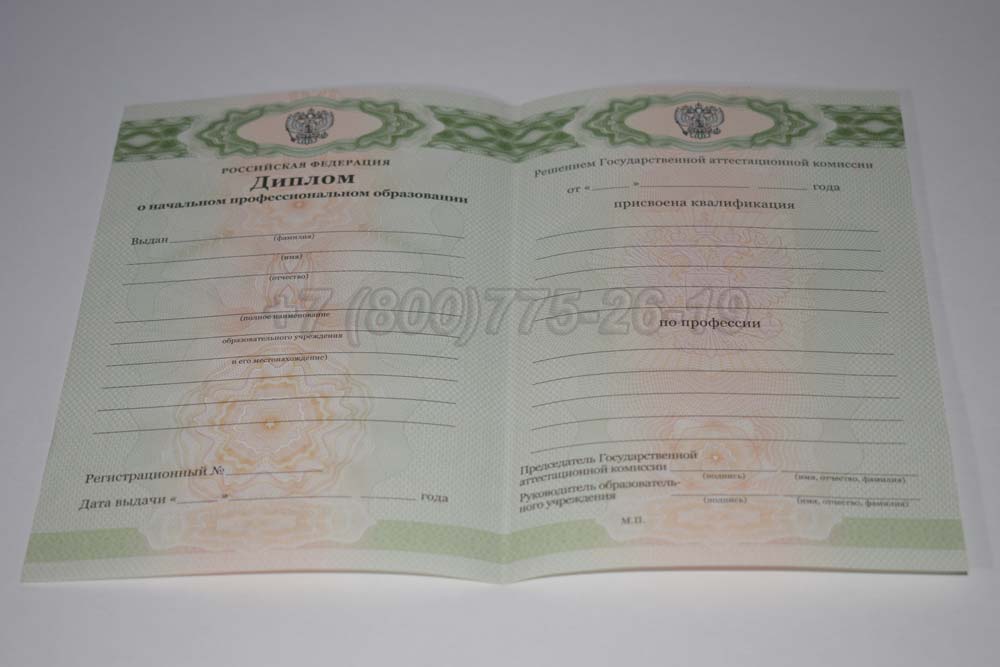 РОССИЙСКАЯ ФЕДЕРАЦИЯ
Диплом
о начальном профессиональном образовании
Выдан
(фамилия)
(имя)
(отчество)
(полное наименование
образовательного учреждения
и его местонахождение)
Регистрационный №
Дата выдачи « » года
Решением Государственной аттестационной комиссии
от « » года
присвоена квалификация
по профессии
Председатель Государственной
аттестационной комиссии
(подпись) (имя, отчество, фамилия)
Руководитель образователь-
ного учреждения
(подпись) (имя, отчество, фамилия)
М.П.
+7 (800)775-26-19